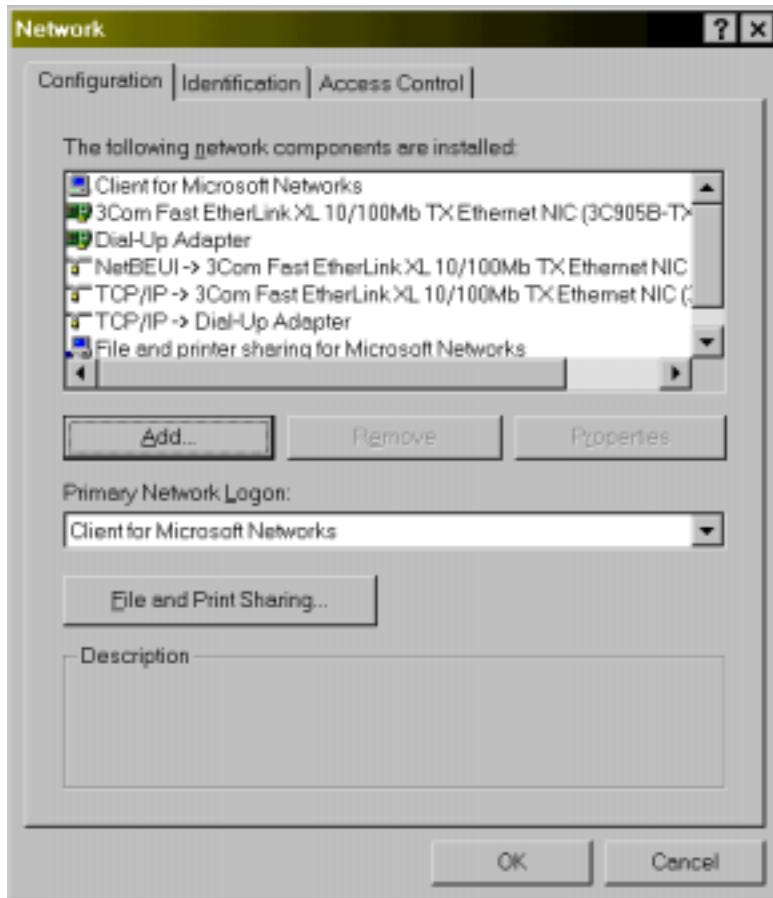 Network
Configuration Identification Access Control
The following network components are installed:
Client for Microsoft Networks
3Com Fast EtherLink XL 10/100Mb TX Ethernet NIC (3C905B-TX
Dial-Up Adapter
NetBEUI -> 3Com Fast EtherLink XL 10/100Mb TX Ethernet NIC
TCP/IP -> 3Com Fast EtherLink XL 10/100Mb TX Ethernet NIC (3
TCP/IP -> Dial-Up Adapter
File and printer sharing for Microsoft Networks
Add... Remove Properties
Primary Network Logon:
Client for Microsoft Networks
File and Print Sharing...
Description
OK Cancel